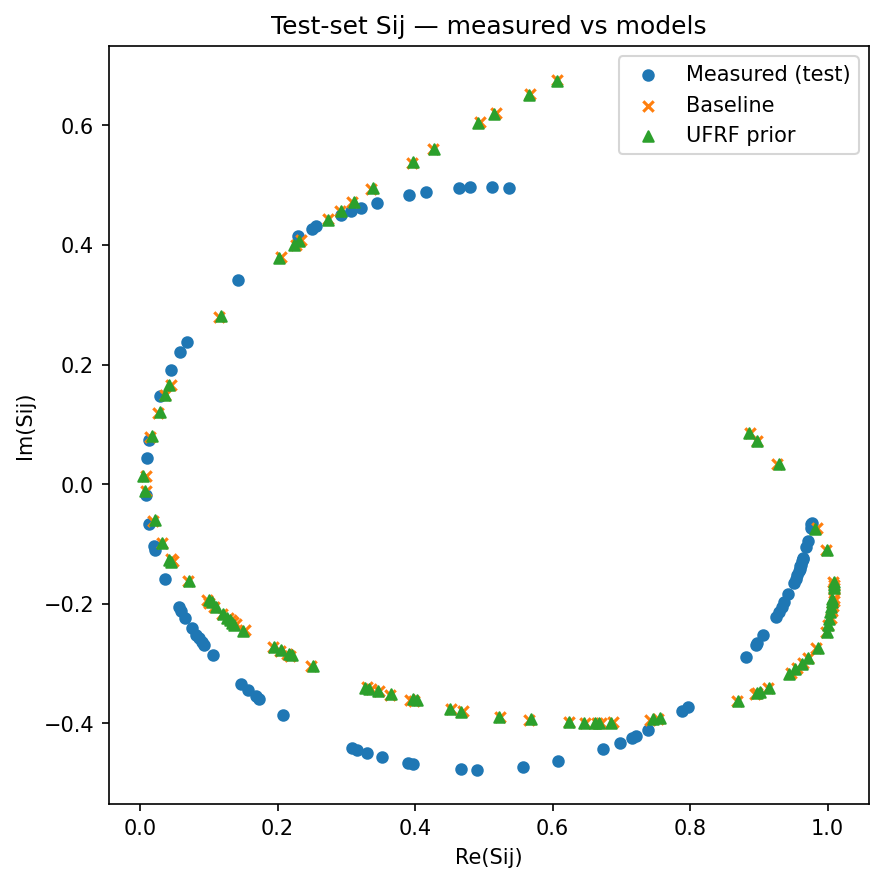 Test-set Sij — measured vs models
Measured (test)
Baseline
UFRF prior
Im(Sij)
0.6
0.4
0.2
0.0
−0.2
−0.4
0.0 0.2 0.4 0.6 0.8 1.0
Re(Sij)